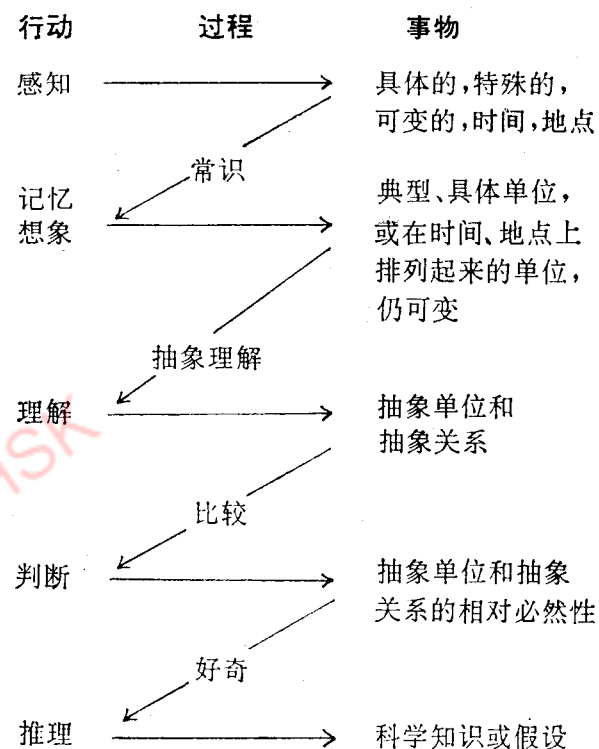 行动 过程 事物
感知 具体的,特殊的,
可变的,时间,地点
常识
记忆 典型、具体单位,
想象 或在时间、地点上
排列起来的单位,
仍可变
抽象理解
理解 抽象单位和
抽象关系
比较
判断 抽象单位和抽象
关系的相对必然性
好奇
推理 科学知识或假设